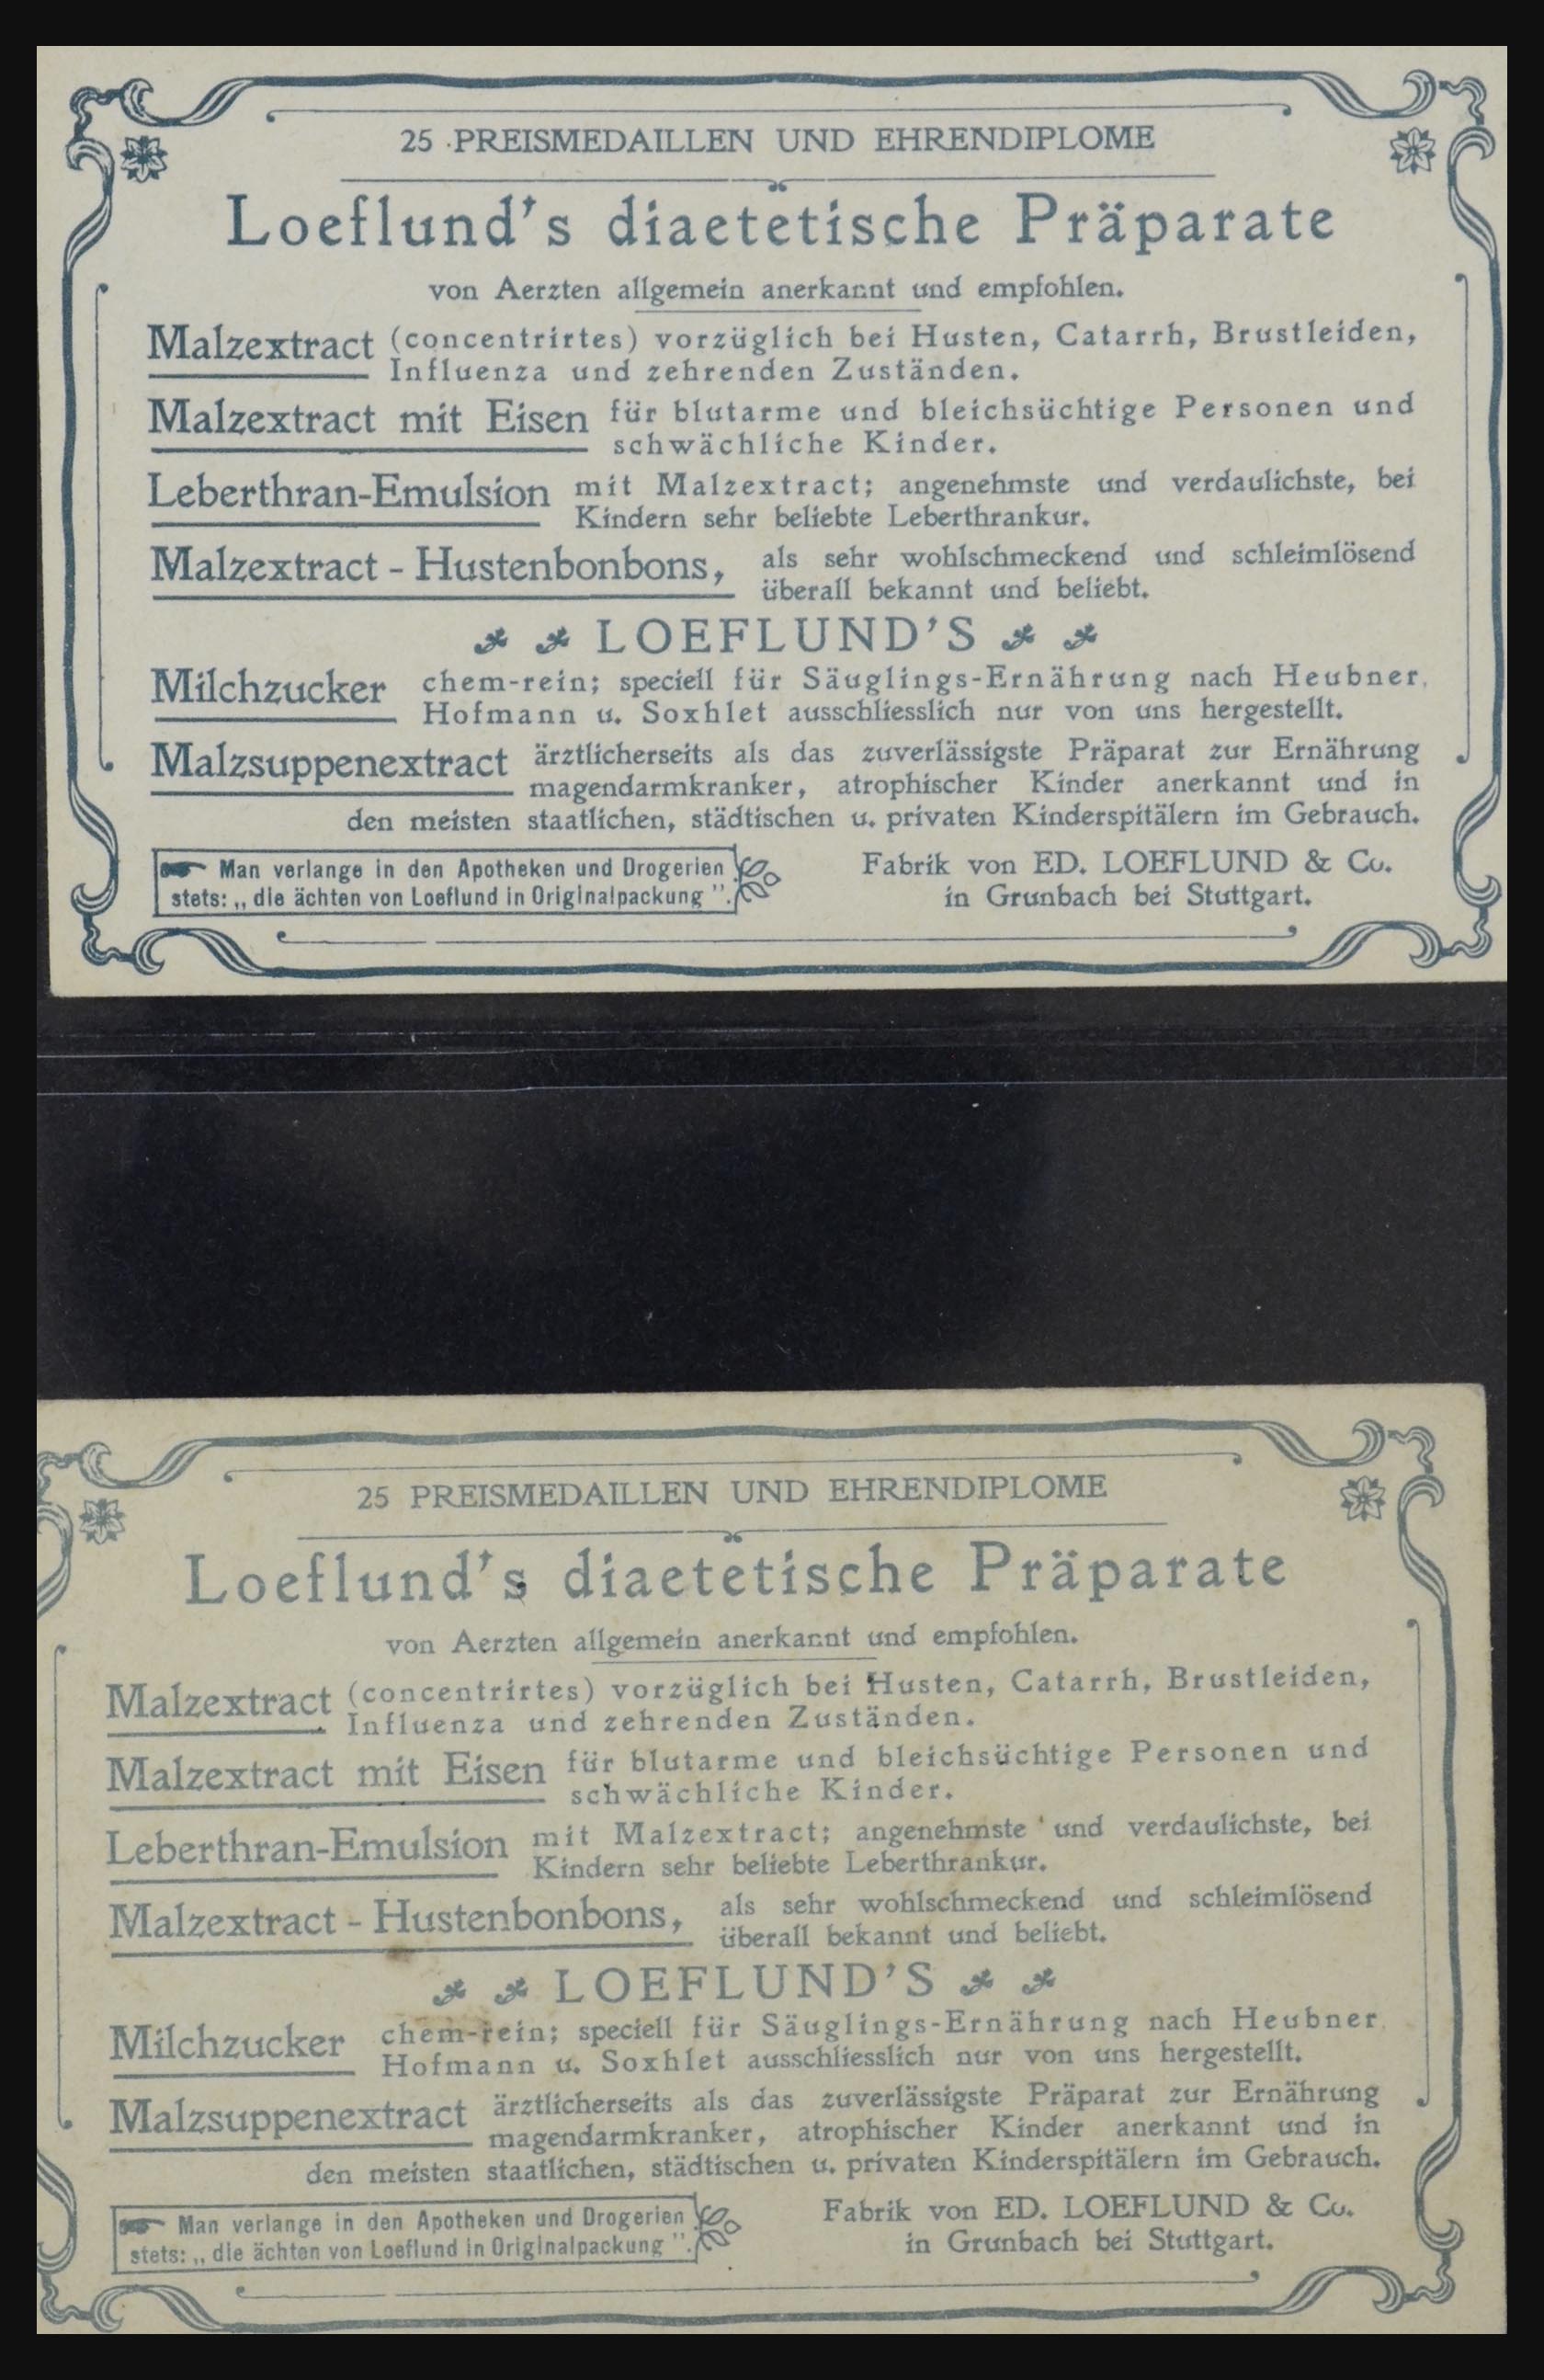 25 PREISMEDAILLEN UND EHRENDIPLOME
Loeflund's diaetetische Präparate
von Aerzten allgemein anerkannt und empfohlen.
Malzextract (concentrirtes) vorzüglich bei Husten, Catarrh, Brustleiden,
Influenza und zehrenden Zuständen.
Malzextract mit Eisen für blutarme und bleichsüchtige Personen und
schwächliche Kinder.
Leberthran-Emulsion mit Malzextract; angenehmste und verdaulichste, bei
Kindern sehr beliebte Leberthrankur.
Malzextract - Hustenbonbons, als sehr wohlschmeckend und schleimlösend
überall bekannt und beliebt.
LOEFLUND'S
Milchzucker chem-rein; speciell für Säuglings-Ernährung nach Heubner,
Hofmann u. Soxhlet ausschliesslich nur von uns hergestellt.
Malzsuppenextract ärztlicherseits als das zuverlässigste Präparat zur Ernährung
magendarmkranker, atrophischer Kinder anerkannt und in
den meisten staatlichen, städtischen u. privaten Kinderspitälern im Gebrauch.
Man verlange in den Apotheken und Drogerien
stets: „ die ächten von Loeflund in Originalpackung ".
Fabrik von ED. LOEFLUND & Co.
in Grunbach bei Stuttgart.
25 PREISMEDAILLEN UND EHRENDIPLOME
Loeflund's diaetetische Präparate
von Aerzten allgemein anerkannt und empfohlen.
Malzextract (concentrirtes) vorzüglich bei Husten, Catarrh, Brustleiden,
Influenza und zehrenden Zuständen.
Malzextract mit Eisen für blutarme und bleichsüchtige Personen und
schwächliche Kinder.
Leberthran-Emulsion mit Malzextract; angenehmste und verdaulichste, bei
Kindern sehr beliebte Leberthrankur.
Malzextract - Hustenbonbons, als sehr wohlschmeckend und schleimlösend
überall bekannt und beliebt.
LOEFLUND'S
Milchzucker chem-rein; speciell für Säuglings-Ernährung nach Heubner,
Hofmann u. Soxhlet ausschliesslich nur von uns hergestellt.
Malzsuppenextract ärztlicherseits als das zuverlässigste Präparat zur Ernährung
magendarmkranker, atrophischer Kinder anerkannt und in
den meisten staatlichen, städtischen u. privaten Kinderspitälern im Gebrauch.
Man verlange in den Apotheken und Drogerien
stets: „ die ächten von Loeflund in Originalpackung ".
Fabrik von ED. LOEFLUND & Co.
in Grunbach bei Stuttgart.